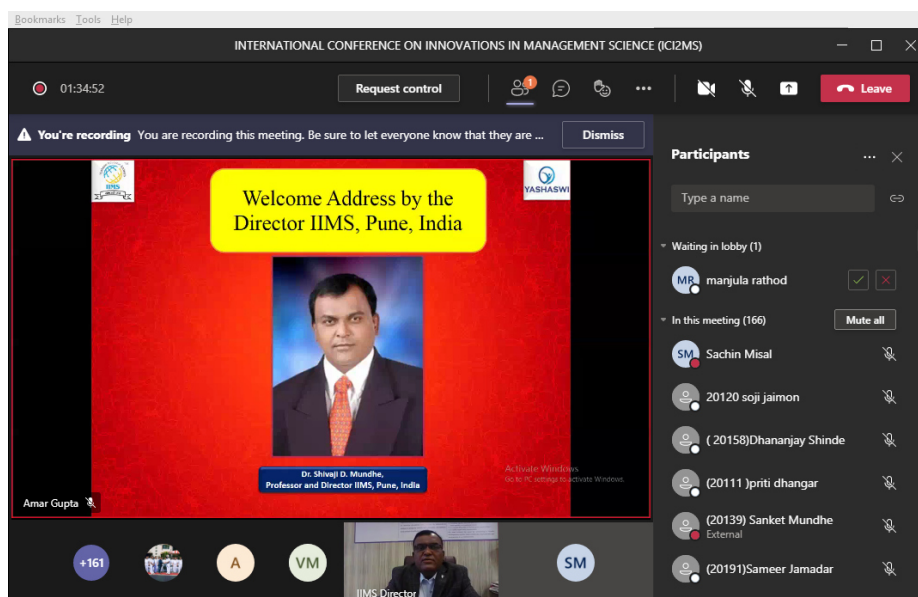 Bookmarks Tools Help
INTERNATIONAL CONFERENCE ON INNOVATIONS IN MANAGEMENT SCIENCE (ICI2MS)
01:34:52
Request control
1
Leave
You're recording You are recording this meeting. Be sure to let everyone know that they are ...
Dismiss
IIMS
YASHASWI
Welcome Address by the
Director IIMS, Pune, India
Dr. Shivaji D. Mundhe,
Professor and Director IIMS, Pune, India
Activate Windows
Go to PC settings to activate Windows.
Amar Gupta
+161
A
VM
IIMS Director
SM
Participants
...
Type a name
Waiting in lobby (1)
MR manjula rathod
In this meeting (166)
Mute all
SM Sachin Misal
20120 soji jaimon
( 20158)Dhananjay Shinde
(20111 )priti dhangar
(20139) Sanket Mundhe
External
(20191)Sameer Jamadar